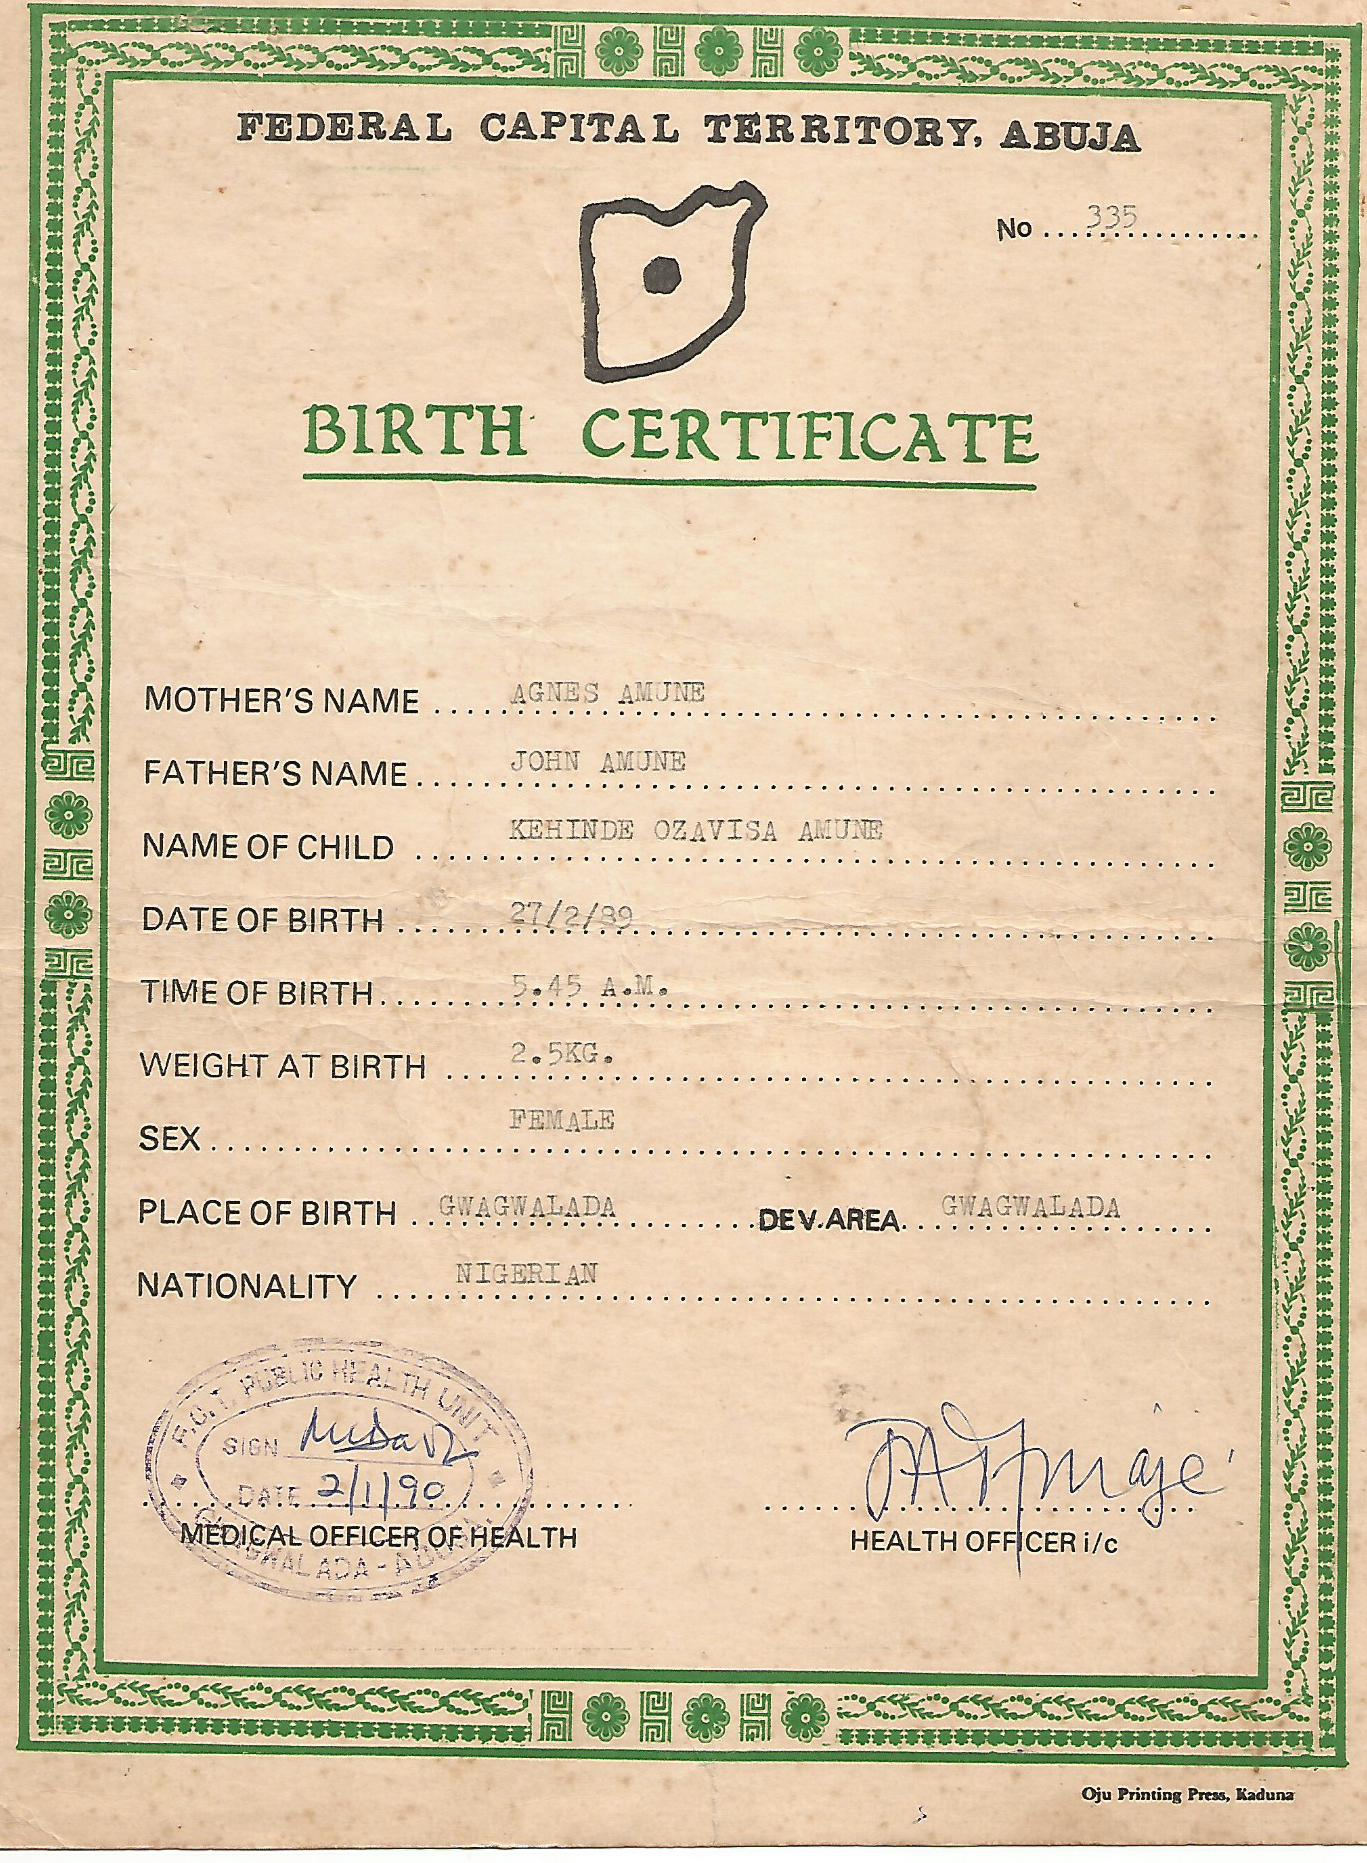 FEDERAL CAPITAL TERRITORY, ABUJA
No ...335...............
BIRTH CERTIFICATE
MOTHER'S NAME ...... AGNES AMUNE
FATHER'S NAME ...... JOHN AMUNE
NAME OF CHILD ...... KEHINDE OZAVISA AMUNE
DATE OF BIRTH ...... 27/2/89
TIME OF BIRTH ...... 5.45 A.M.
WEIGHT AT BIRTH ..... 2.5KG.
SEX ...... FEMALE
PLACE OF BIRTH .. GWAGWALADA ..... DEV. AREA... GWAGWALADA
NATIONALITY ...... NIGERIAN
F.C.T. PUBLIC HEALTH UNIT
SIGN
DATE 2/1/90
GWAGWALADA - ABUJA
MEDICAL OFFICER OF HEALTH
HEALTH OFFICER i/c
Oju Printing Press, Kaduna